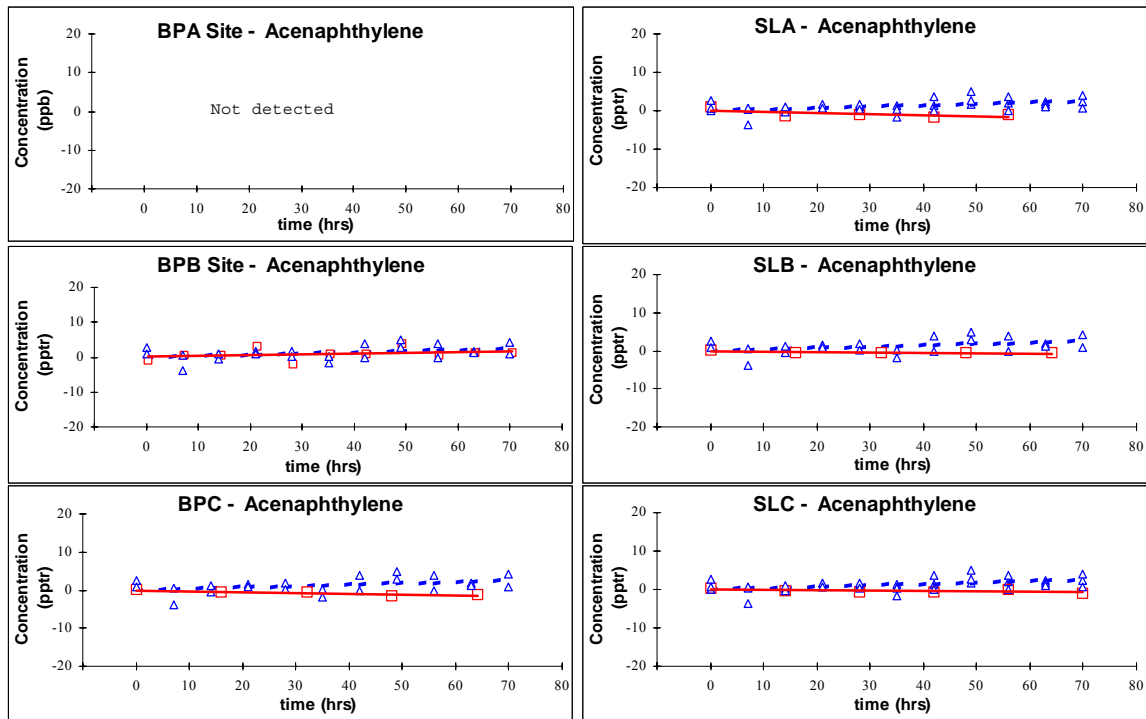 BPA Site -  Acenaphthylene
20
10
0
-10
-20
Concentration
(ppb)
Not detected
0 10 20 30 40 50 60 70 80
time (hrs)
SLA -  Acenaphthylene
20
10
0
-10
-20
Concentration
(pptr)
0 10 20 30 40 50 60 70 80
time (hrs)
BPB Site -  Acenaphthylene
20
10
0
-10
-20
Concentration
(pptr)
0 10 20 30 40 50 60 70 80
time (hrs)
SLB -  Acenaphthylene
20
10
0
-10
-20
Concentration
(pptr)
0 10 20 30 40 50 60 70 80
time (hrs)
BPC -  Acenaphthylene
20
10
0
-10
-20
Concentration
(pptr)
0 10 20 30 40 50 60 70 80
time (hrs)
SLC -  Acenaphthylene
20
10
0
-10
-20
Concentration
(pptr)
0 10 20 30 40 50 60 70 80
time (hrs)